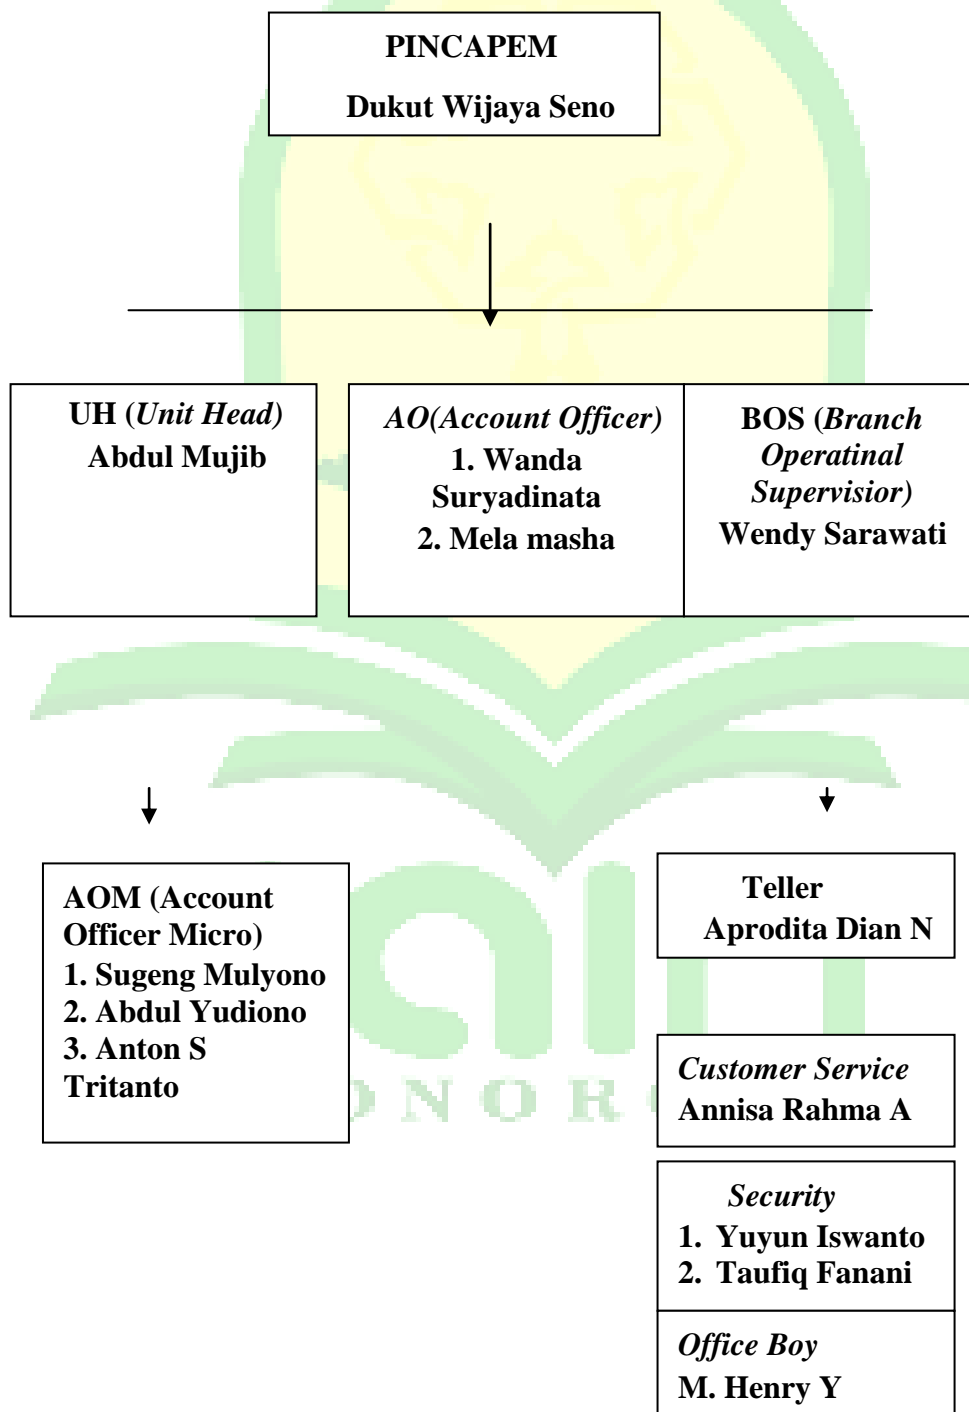 PINCAPEM
Dukut Wijaya Seno
UH (Unit Head)
Abdul Mujib
AO(Account Officer)
1. Wanda
Suryadinata
2. Mela masha
BOS (Branch
Operatinal
Supervisior)
Wendy Sarawati
AOM (Account
Officer Micro)
1. Sugeng Mulyono
2. Abdul Yudiono
3. Anton S
Tritanto
Teller
Aprodita Dian N
Customer Service
Annisa Rahma A
Security
1. Yuyun Iswanto
2. Taufiq Fanani
Office Boy
M. Henry Y